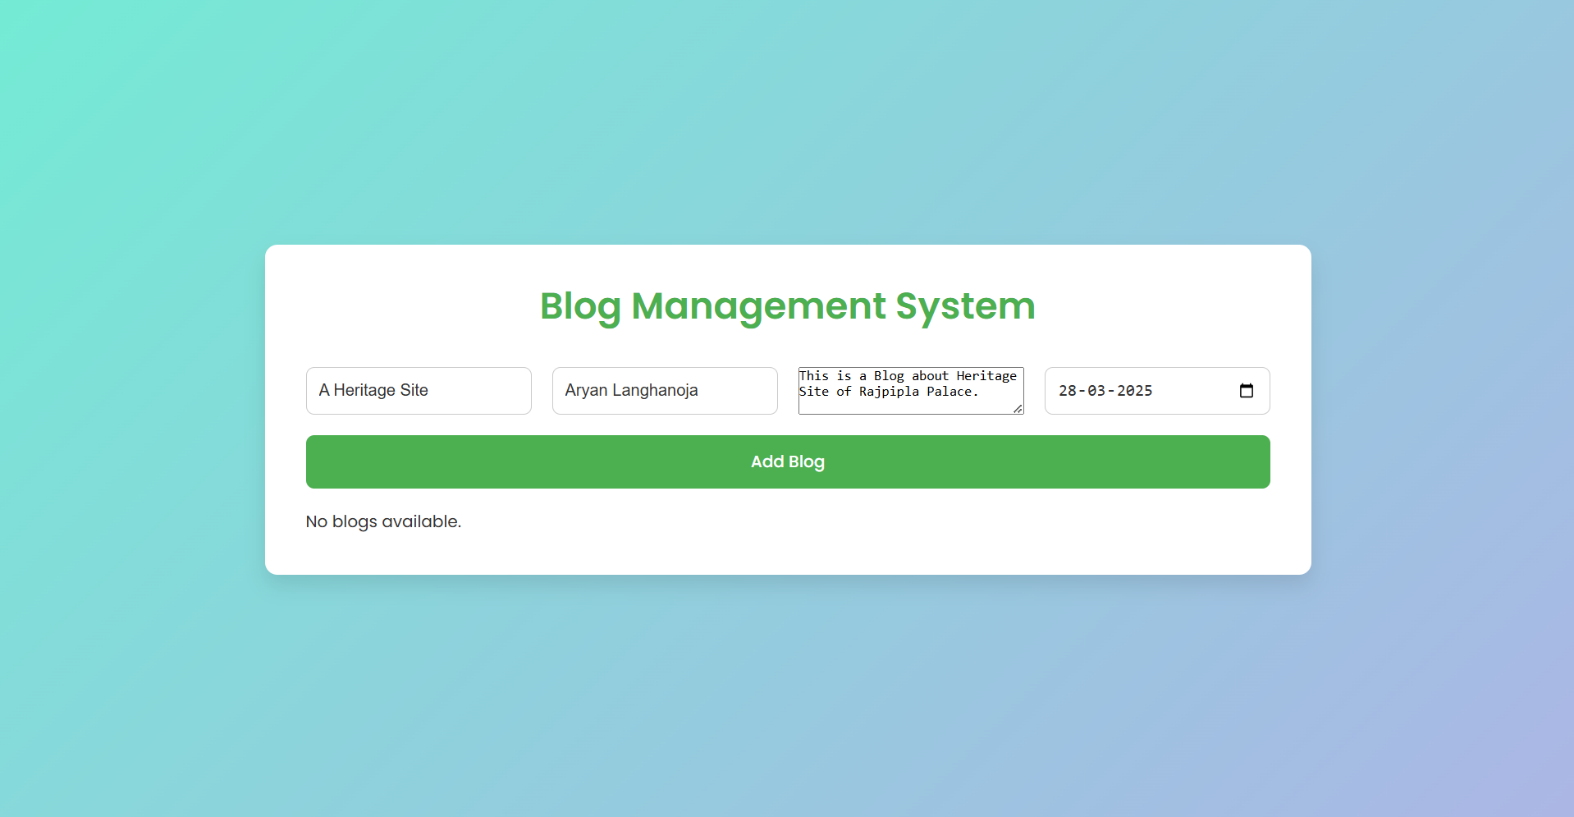 Blog Management System
A Heritage Site
Aryan Langhanoja
This is a Blog about Heritage
Site of Rajpipla Palace.
28-03-2025
Add Blog
No blogs available.